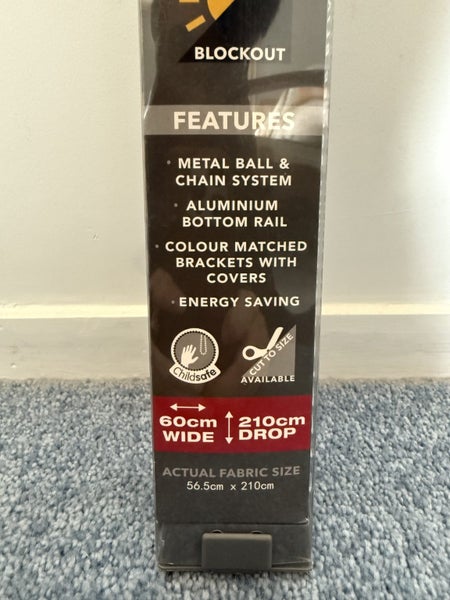 BLOCKOUT
FEATURES
• METAL BALL &
CHAIN SYSTEM
• ALUMINIUM
BOTTOM RAIL
• COLOUR MATCHED
BRACKETS WITH
COVERS
• ENERGY SAVING
Childsafe
CUT TO SIZE
AVAILABLE
60cm
WIDE
210cm
DROP
ACTUAL FABRIC SIZE
56.5cm x 210cm